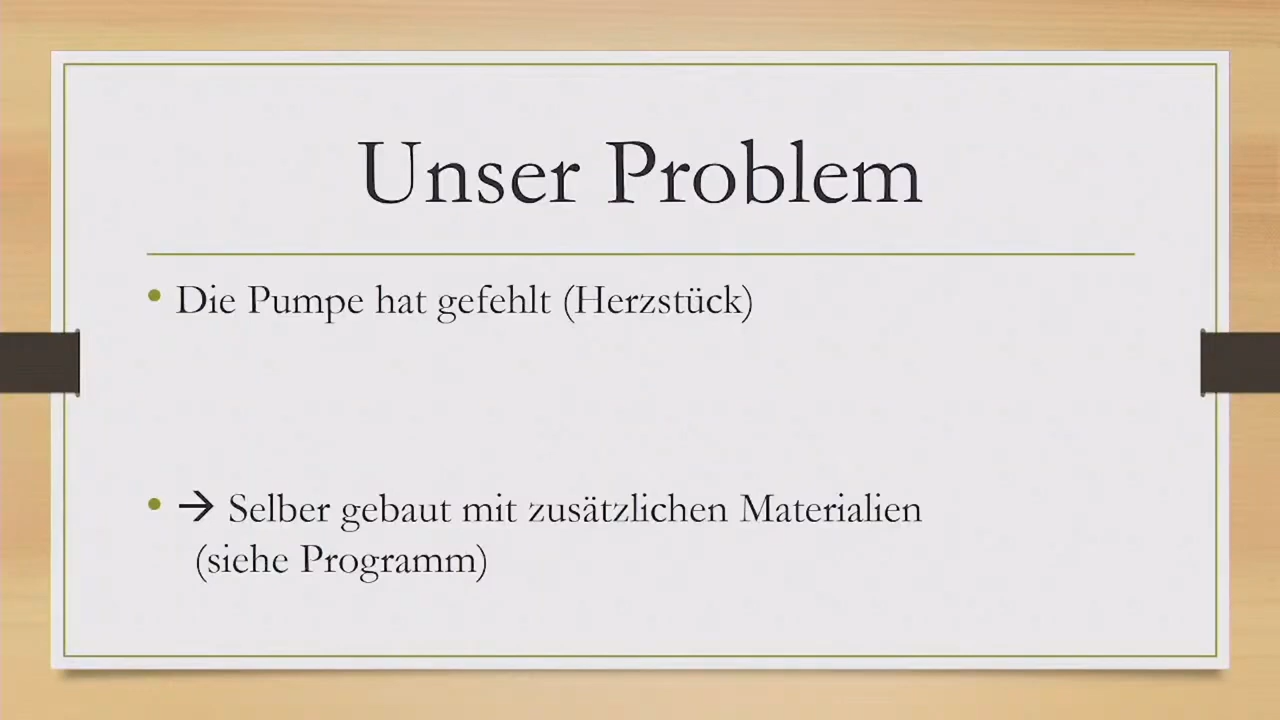 Unser Problem
• Die Pumpe hat gefehlt (Herzstück)
• → Selber gebaut mit zusätzlichen Materialien
(siehe Programm)